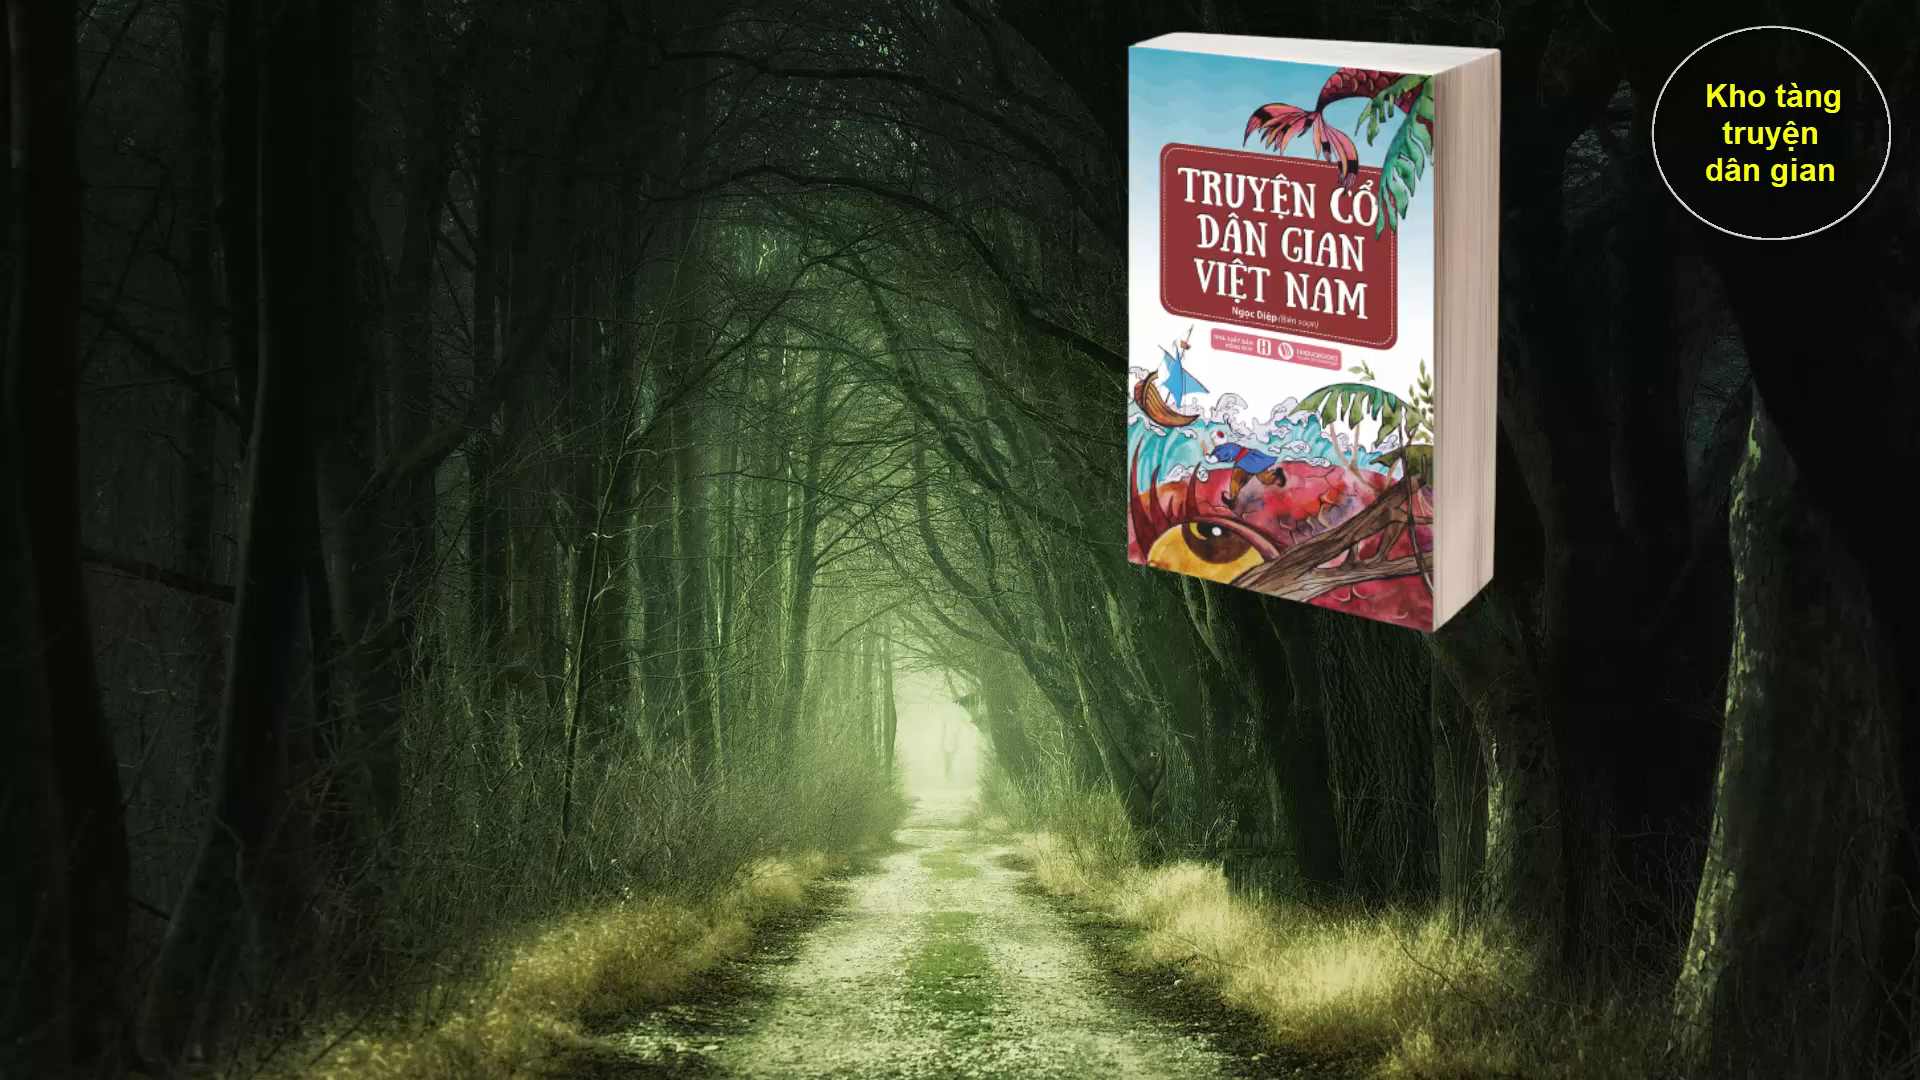 TRUYỆN CỔ
DÂN GIAN
VIỆT NAM
Ngọc Diệp (Biên soạn)
Kho tàng
truyện
dân gian